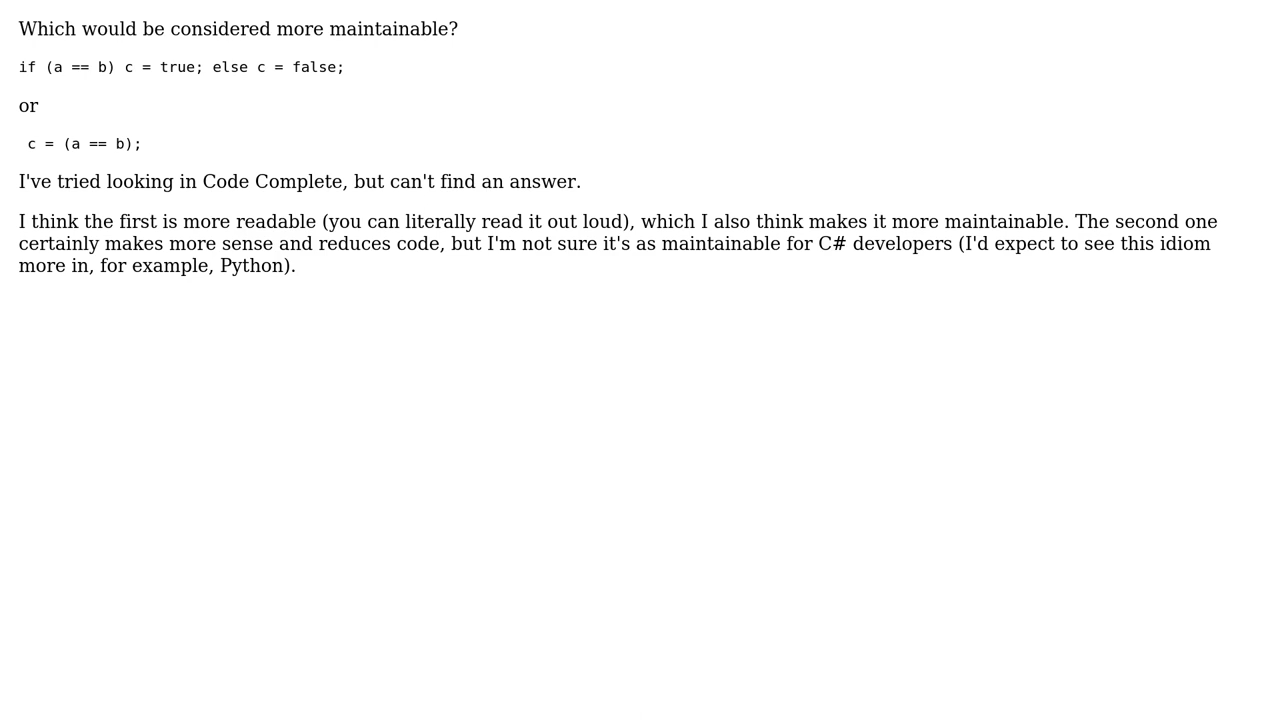 Which would be considered more maintainable?
if (a == b) c = true; else c = false;
or
c = (a == b);
I've tried looking in Code Complete, but can't find an answer.
I think the first is more readable (you can literally read it out loud), which I also think makes it more maintainable. The second one
certainly makes more sense and reduces code, but I'm not sure it's as maintainable for C# developers (I'd expect to see this idiom
more in, for example, Python).